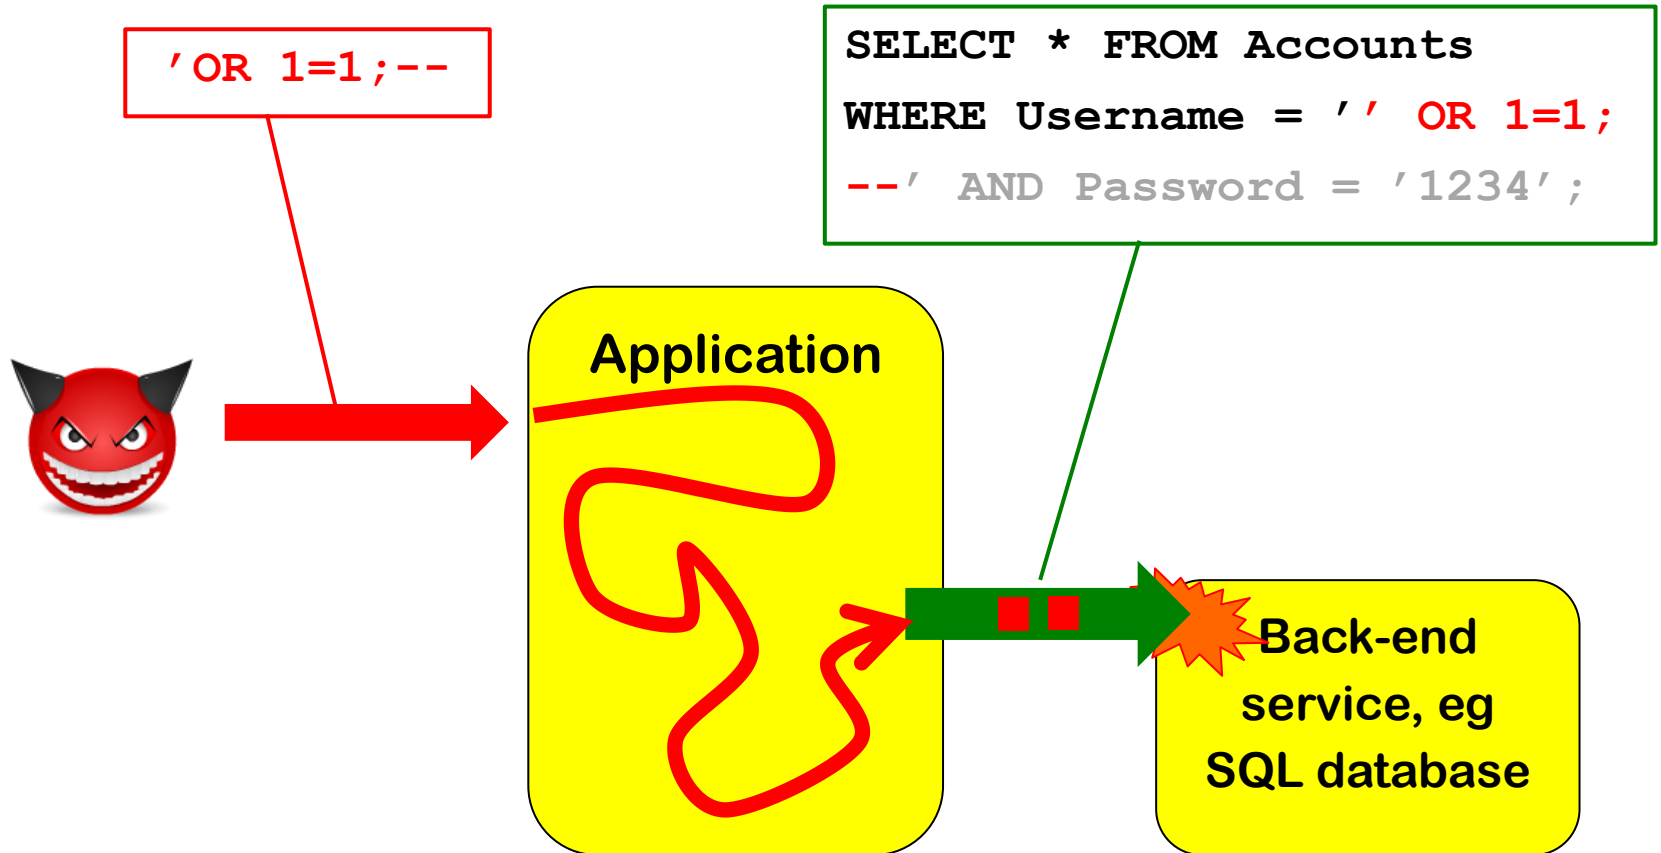 ’OR 1=1;--
SELECT * FROM Accounts
WHERE Username = ’’ OR 1=1;
--’ AND Password = ’1234’;
Application
Back-end
service, eg
SQL database